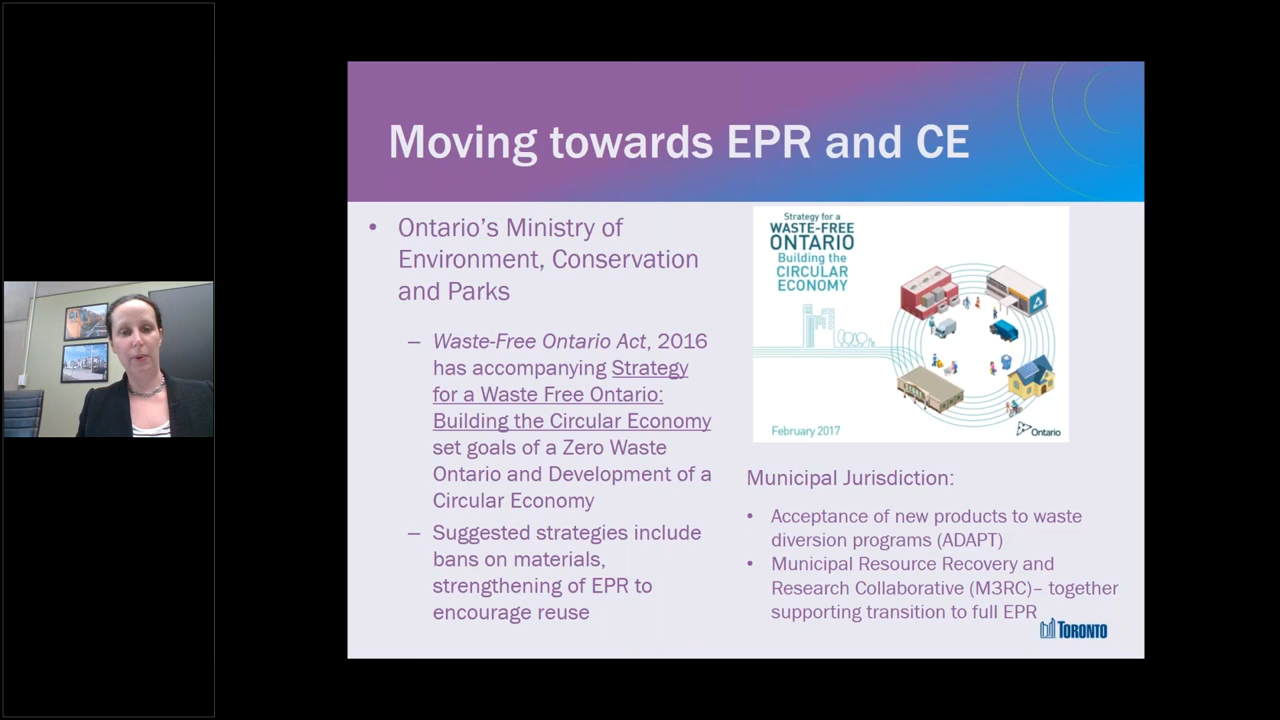 Moving towards EPR and CE
• Ontario's Ministry of
Environment, Conservation
and Parks
– Waste-Free Ontario Act, 2016
has accompanying Strategy
for a Waste Free Ontario:
Building the Circular Economy
set goals of a Zero Waste
Ontario and Development of a
Circular Economy
– Suggested strategies include
bans on materials,
strengthening of EPR to
encourage reuse
Strategy for a
WASTE-FREE
ONTARIO
Building the
CIRCULAR
ECONOMY
February 2017
Ontario
Municipal Jurisdiction:
• Acceptance of new products to waste
diversion programs (ADAPT)
• Municipal Resource Recovery and
Research Collaborative (M3RC)– together
supporting transition to full EPR
TORONTO